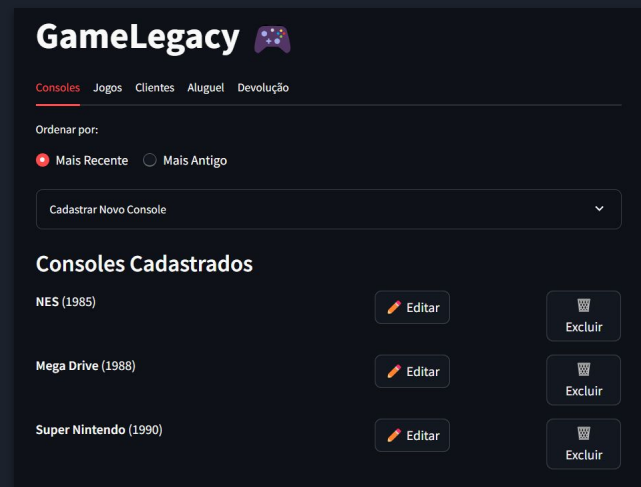 GameLegacy
Consoles Jogos Clientes Aluguel Devolução
Ordenar por:
Mais Recente Mais Antigo
Cadastrar Novo Console
Consoles Cadastrados
NES (1985) Editar Excluir
Mega Drive (1988) Editar Excluir
Super Nintendo (1990) Editar Excluir